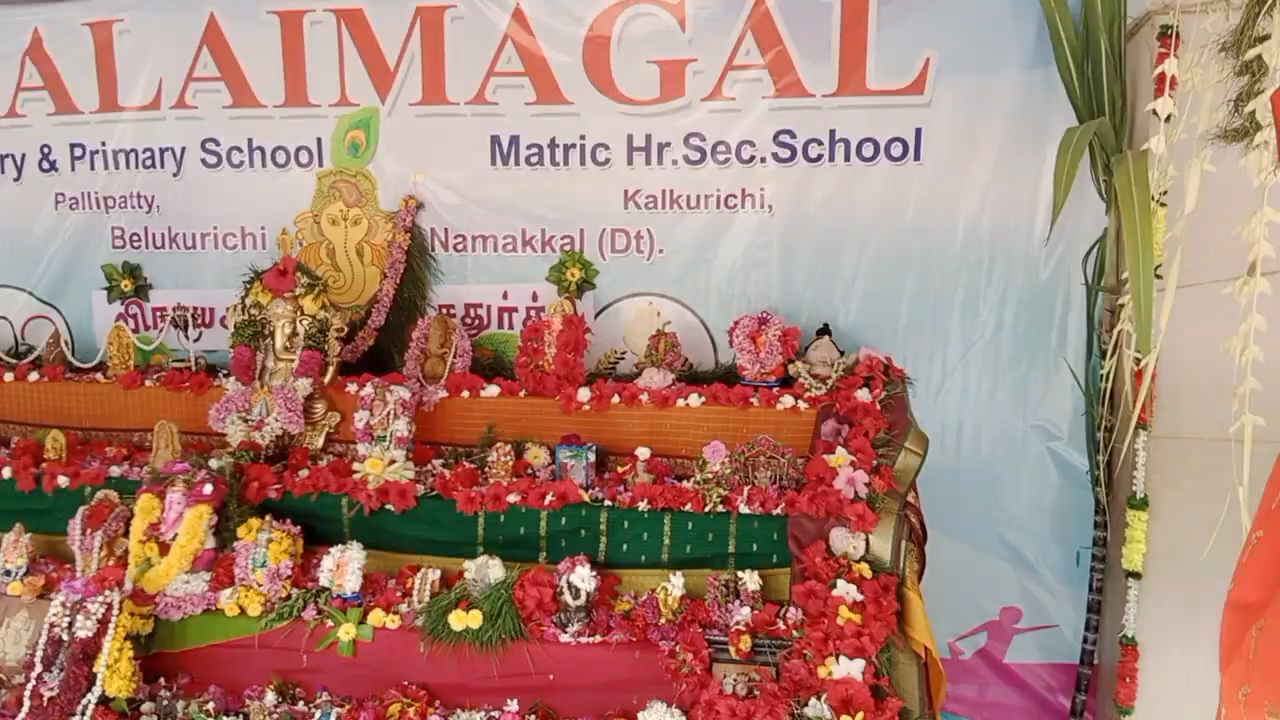 ALAIMAGAL
ry & Primary School
Matric Hr.Sec.School
Pallipatty,
Kalkurichi,
Belukurichi
Namakkal (Dt).